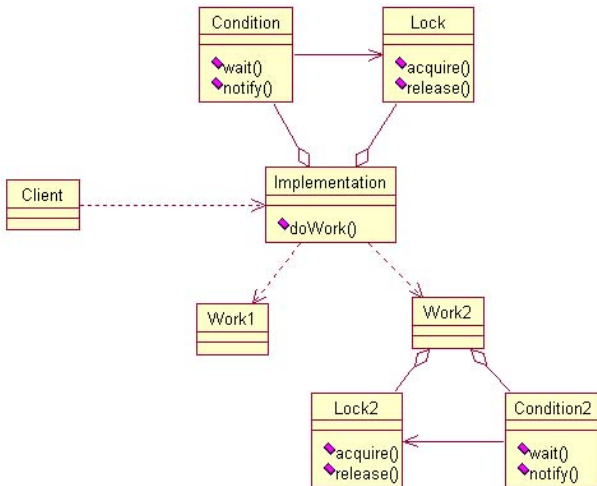 Condition
wait()
notify()
Lock
acquire()
release()
Client
Implementation
doWork()
Work1
Work2
Lock2
acquire()
release()
Condition2
wait()
notify()